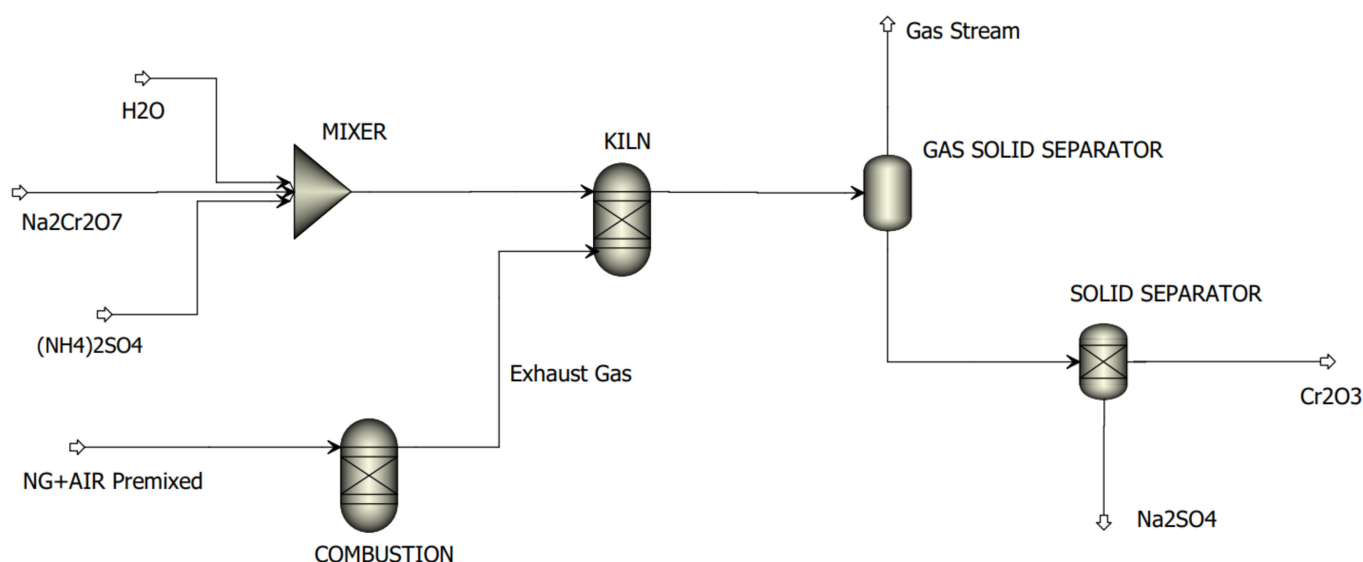 Gas Stream
H2O
MIXER
KILN
GAS SOLID SEPARATOR
Na2Cr2O7
SOLID SEPARATOR
(NH4)2SO4
Exhaust Gas
Cr2O3
NG+AIR Premixed
Na2SO4
COMBUSTION